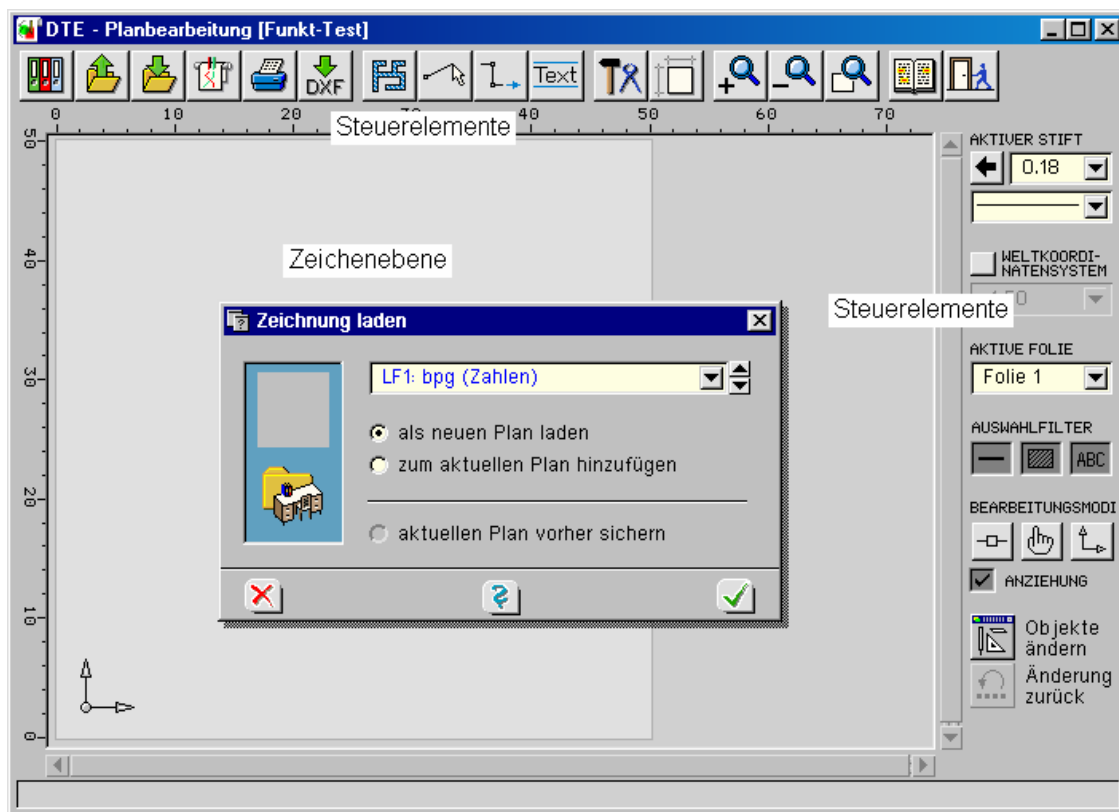 DTE - Planbearbeitung [Funkt-Test]
DXF
Text
0 10 20 40 50 60 70
Steuerelemente
50
40
30
20
10
0
AKTIVER STIFT
0.18
Zeichenebene
WELTKOORDI-
NATENSYSTEM
Steuerelemente
Zeichnung laden
LF1: bpg (Zahlen)
als neuen Plan laden
zum aktuellen Plan hinzufügen
aktuellen Plan vorher sichern
AKTIVE FOLIE
Folie 1
AUSWAHLFILTER
ABC
BEARBEITUNGSMODI
ANZIEHUNG
Objekte
ändern
Änderung
zurück